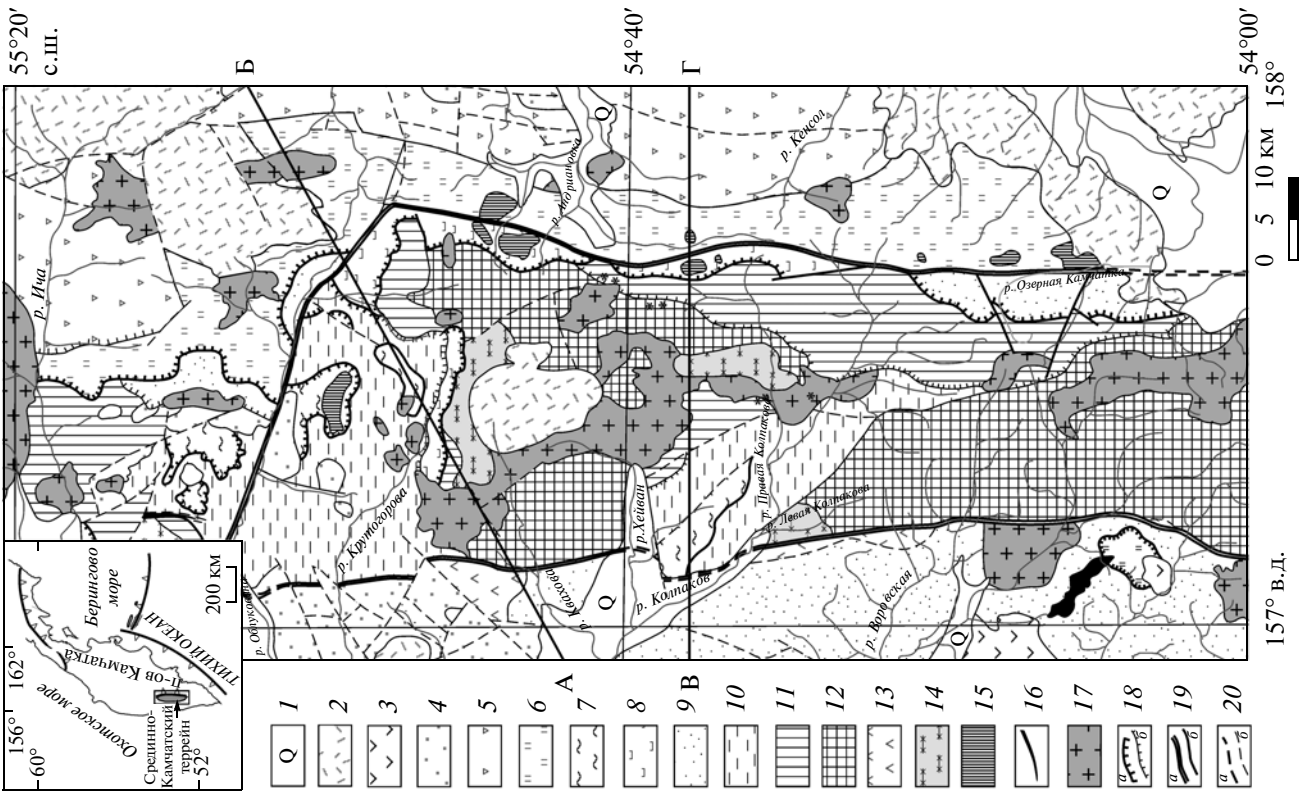 55°20′
с.ш.
Б
54°40′
Г
54°00′
158°
10 км
5
0
157° в.д.
А
В
р. Ича
р. Крутогорова
р. Андриановка
Q
р. Кенсол
Q
р. Озерная Камчатка
р. Квахона
Q
р. Хейван
р. Колпаков
р. Правая Колпакова
р. Левая Колпакова
р. Воровская
Q
156°
162°
60°
52°
Охотское море
Берингово
море
ТИХИЙ ОКЕАН
П-ов Камчатка
200 км
Срединно-
Камчатский
террейн
Q
1
2
3
4
5
6
7
8
9
10
11
12
13
14
15
16
17
а б
18
а б
19
а б
20